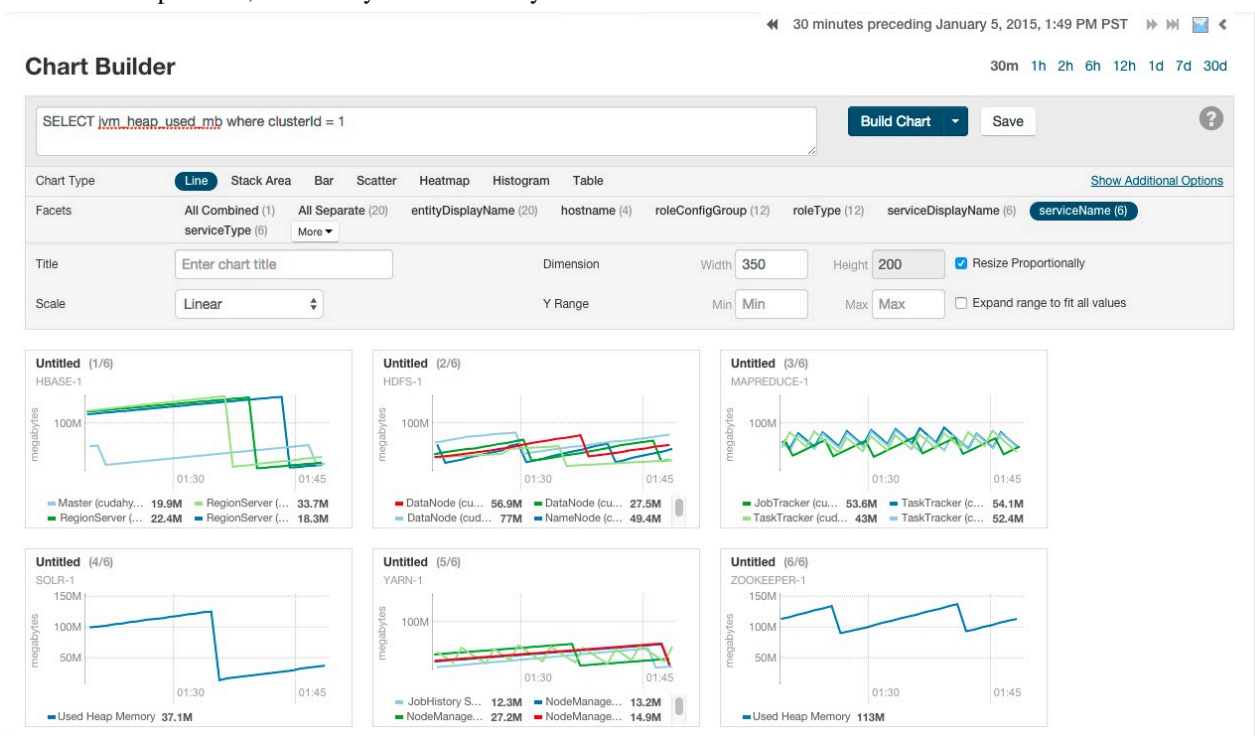 30 minutes preceding January 5, 2015, 1:49 PM PST
Chart Builder
30m 1h 2h 6h 12h 1d 7d 30d
SELECT jvm_heap_used_mb where clusterId = 1
Build Chart
Save
?
Chart Type
Line Stack Area Bar Scatter Heatmap Histogram Table
Show Additional Options
Facets
All Combined (1) All Separate (20) entityDisplayName (20) hostname (4) roleConfigGroup (12) roleType (12) serviceDisplayName (6) serviceName (6)
serviceType (6) More
Title Enter chart title Dimension Width 350 Height 200 Resize Proportionally
Scale Linear Y Range Min Min Max Max Expand range to fit all values
Untitled (1/6)
HBASE-1
megabytes
100M
01:30 01:45
Master (cudahy... 19.9M RegionServer (... 33.7M
RegionServer (... 22.4M RegionServer (... 18.3M
Untitled (2/6)
HDFS-1
megabytes
100M
01:30 01:45
DataNode (cu... 56.9M DataNode (cu... 27.5M
DataNode (cud... 77M NameNode (c... 49.4M
Untitled (3/6)
MAPREDUCE-1
megabytes
100M
01:30 01:45
JobTracker (cu... 53.6M TaskTracker (c... 54.1M
TaskTracker (cud... 43M TaskTracker (c... 52.4M
Untitled (4/6)
SOLR-1
megabytes
150M
100M
50M
01:30 01:45
Used Heap Memory 37.1M
Untitled (5/6)
YARN-1
megabytes
100M
01:30 01:45
JobHistory S... 12.3M NodeManage... 13.2M
NodeManage... 27.2M NodeManage... 14.9M
Untitled (6/6)
ZOOKEEPER-1
megabytes
150M
100M
50M
01:30 01:45
Used Heap Memory 113M